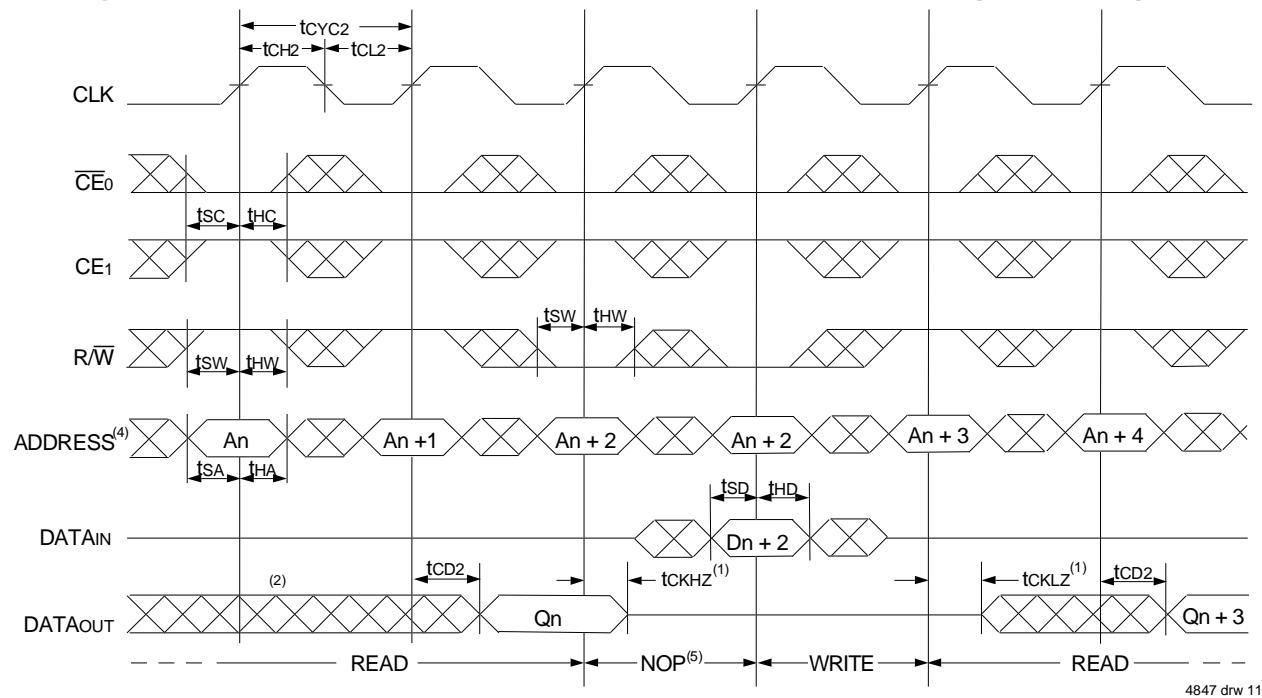 tCYC2
tCH2 tCL2
CLK
CE0
tSC tHC
CE1
tSW tHW
R/W
tSW tHW
ADDRESS(4) An An +1 An + 2 An + 2 An + 3 An + 4
tSA tHA
tSD tHD
DATAIN Dn + 2
tCD2 tCKHZ(1) tCKLZ(1) tCD2
(2)
DATAOUT Qn Qn + 3
READ NOP(5) WRITE READ
4847 drw 11